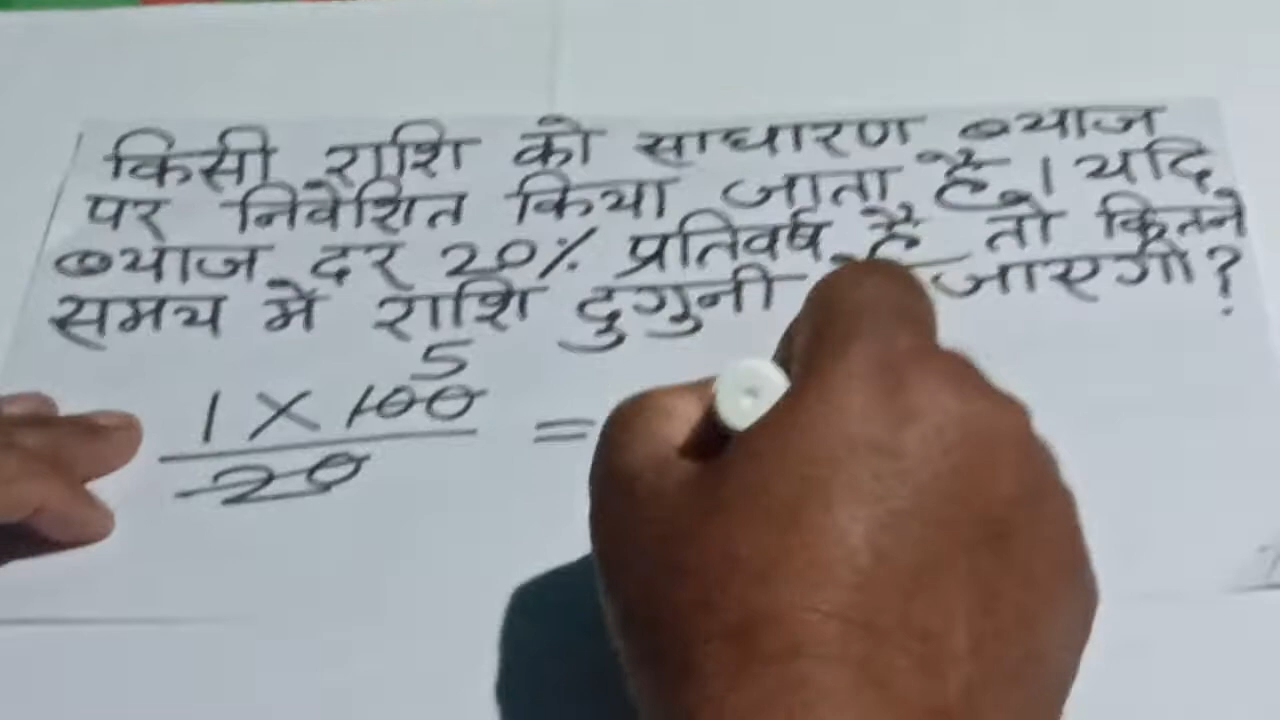 किसी राशि को साधारण ब्याज
पर निवेशित किया जाता है। यदि
ब्याज दर 20% प्रतिवर्ष है तो कितने
समय में राशि दुगुनी जाएगी?
5
1 × 100 =
20